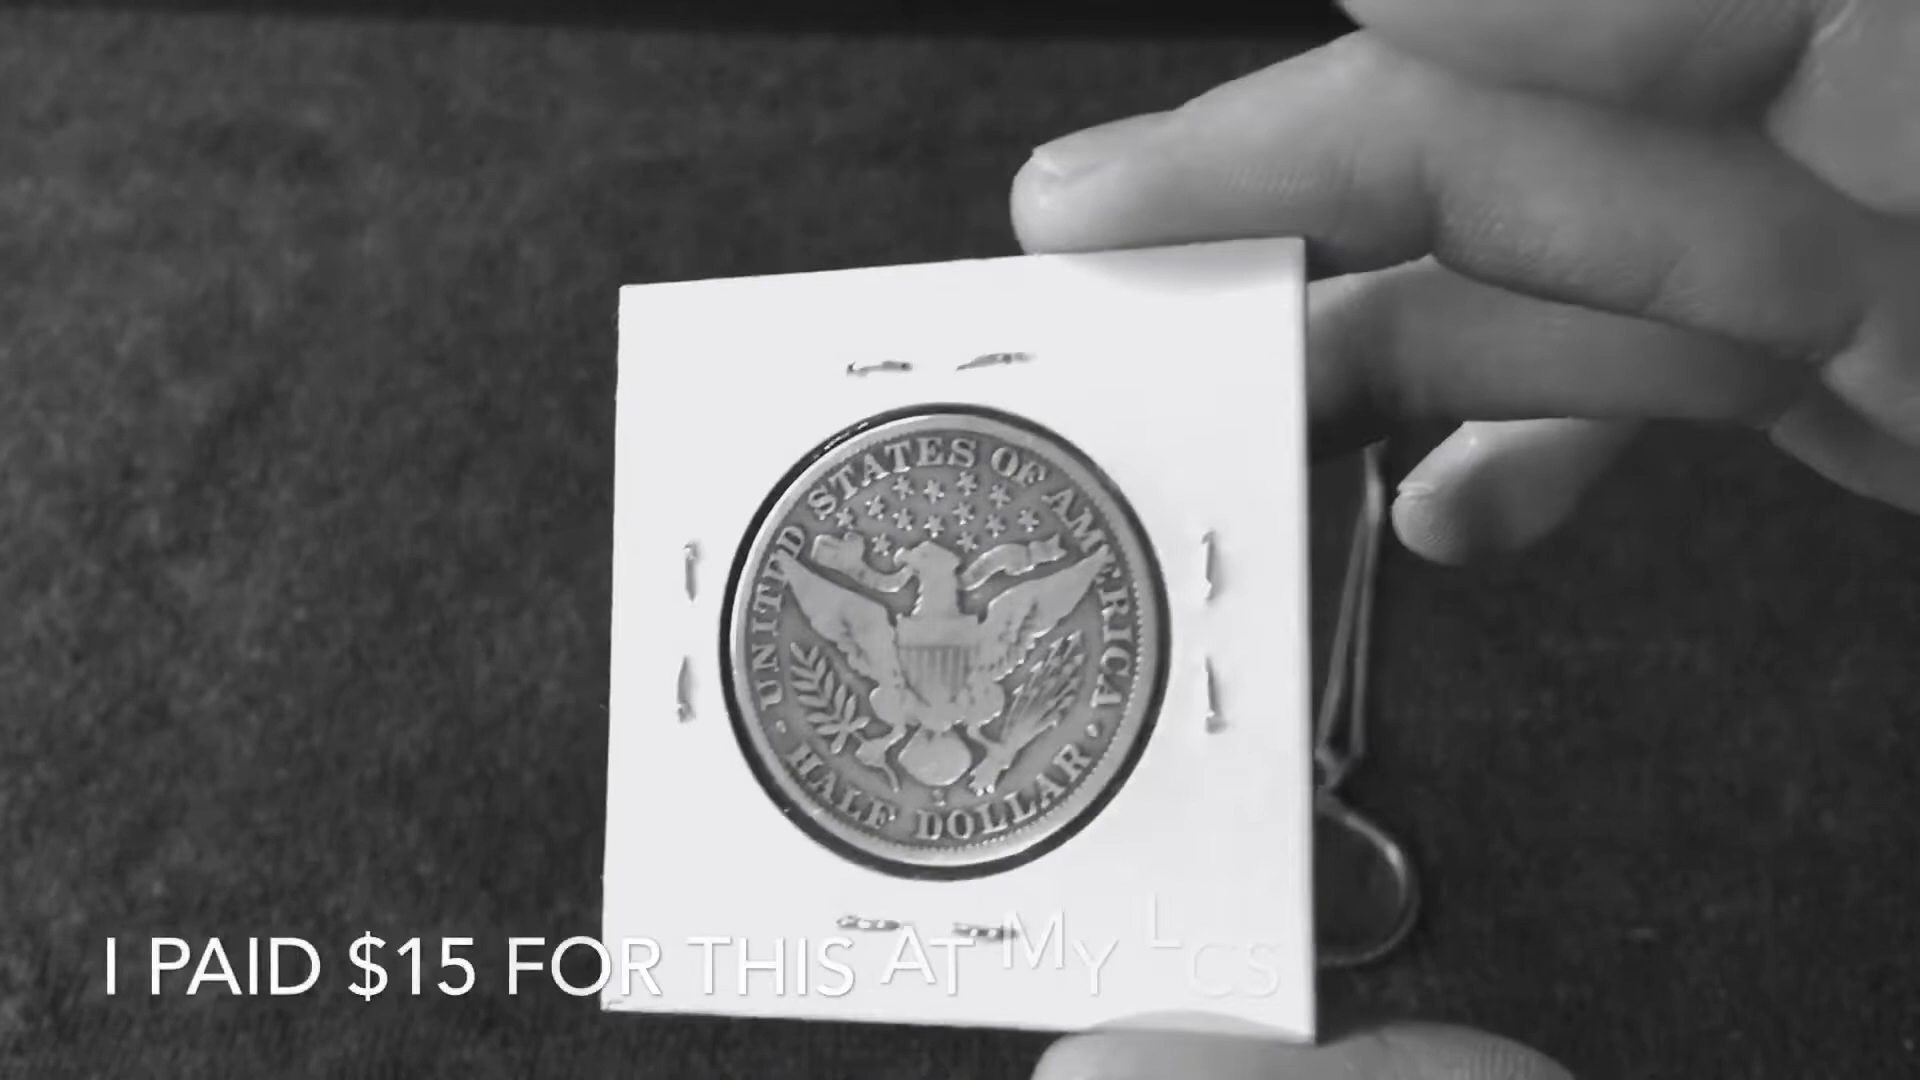 UNITED STATES OF AMERICA
S
HALF DOLLAR
I PAID $15 FOR THIS AT MY LCS